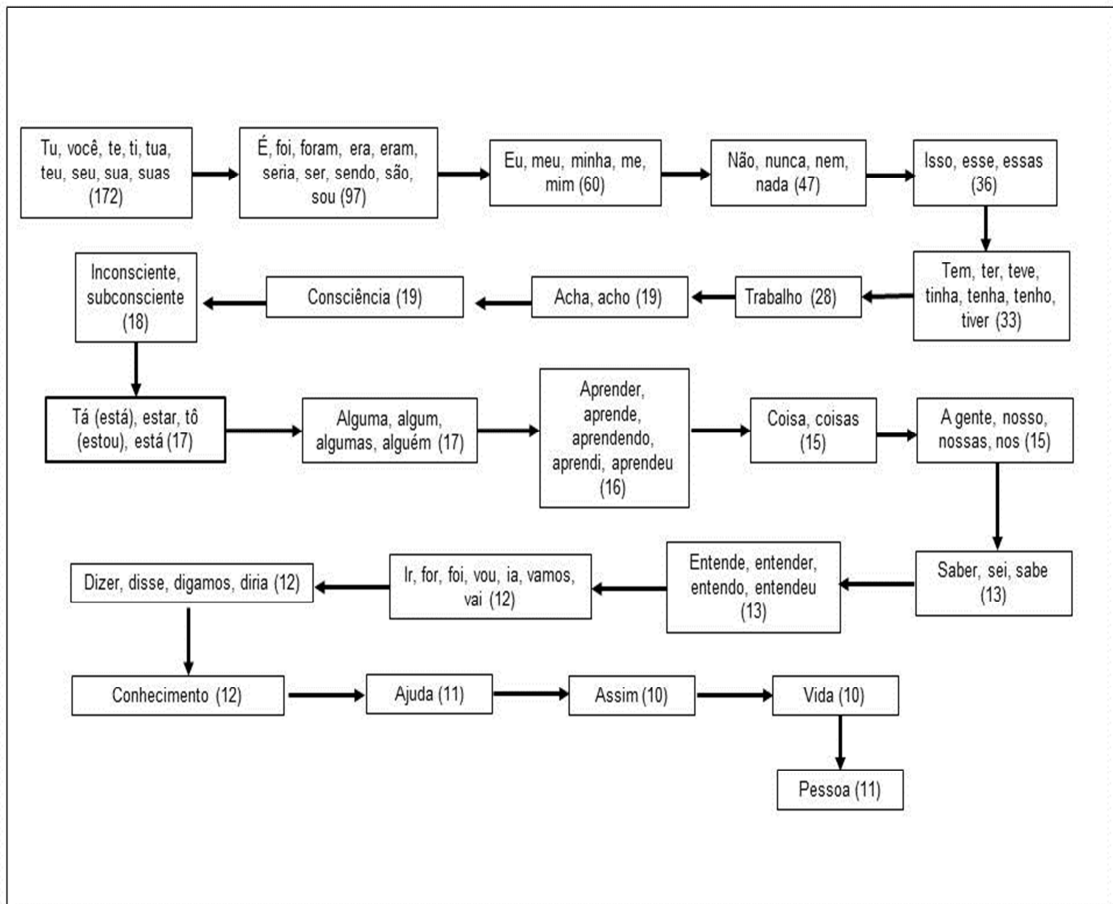 Tu, você, te, ti, tua,
teu, seu, sua, suas
(172)
É, foi, foram, era, eram,
seria, ser, sendo, são,
sou (97)
Eu, meu, minha, me,
mim (60)
Não, nunca, nem,
nada (47)
Isso, esse, essas
(36)
Tem, ter, teve,
tinha, tenha, tenho,
tiver (33)
Trabalho (28)
Acha, acho (19)
Consciência (19)
Inconsciente,
subconsciente
(18)
Tá (está), estar, tô
(estou), está (17)
Alguma, algum,
algumas, alguém (17)
Aprender,
aprende,
aprendendo,
aprendi, aprendeu
(16)
Coisa, coisas
(15)
A gente, nosso,
nossas, nos (15)
Saber, sei, sabe
(13)
Entende, entender,
entendo, entendeu
(13)
Ir, for, foi, vou, ia, vamos,
vai (12)
Dizer, disse, digamos, diria (12)
Conhecimento (12)
Ajuda (11)
Assim (10)
Vida (10)
Pessoa (11)